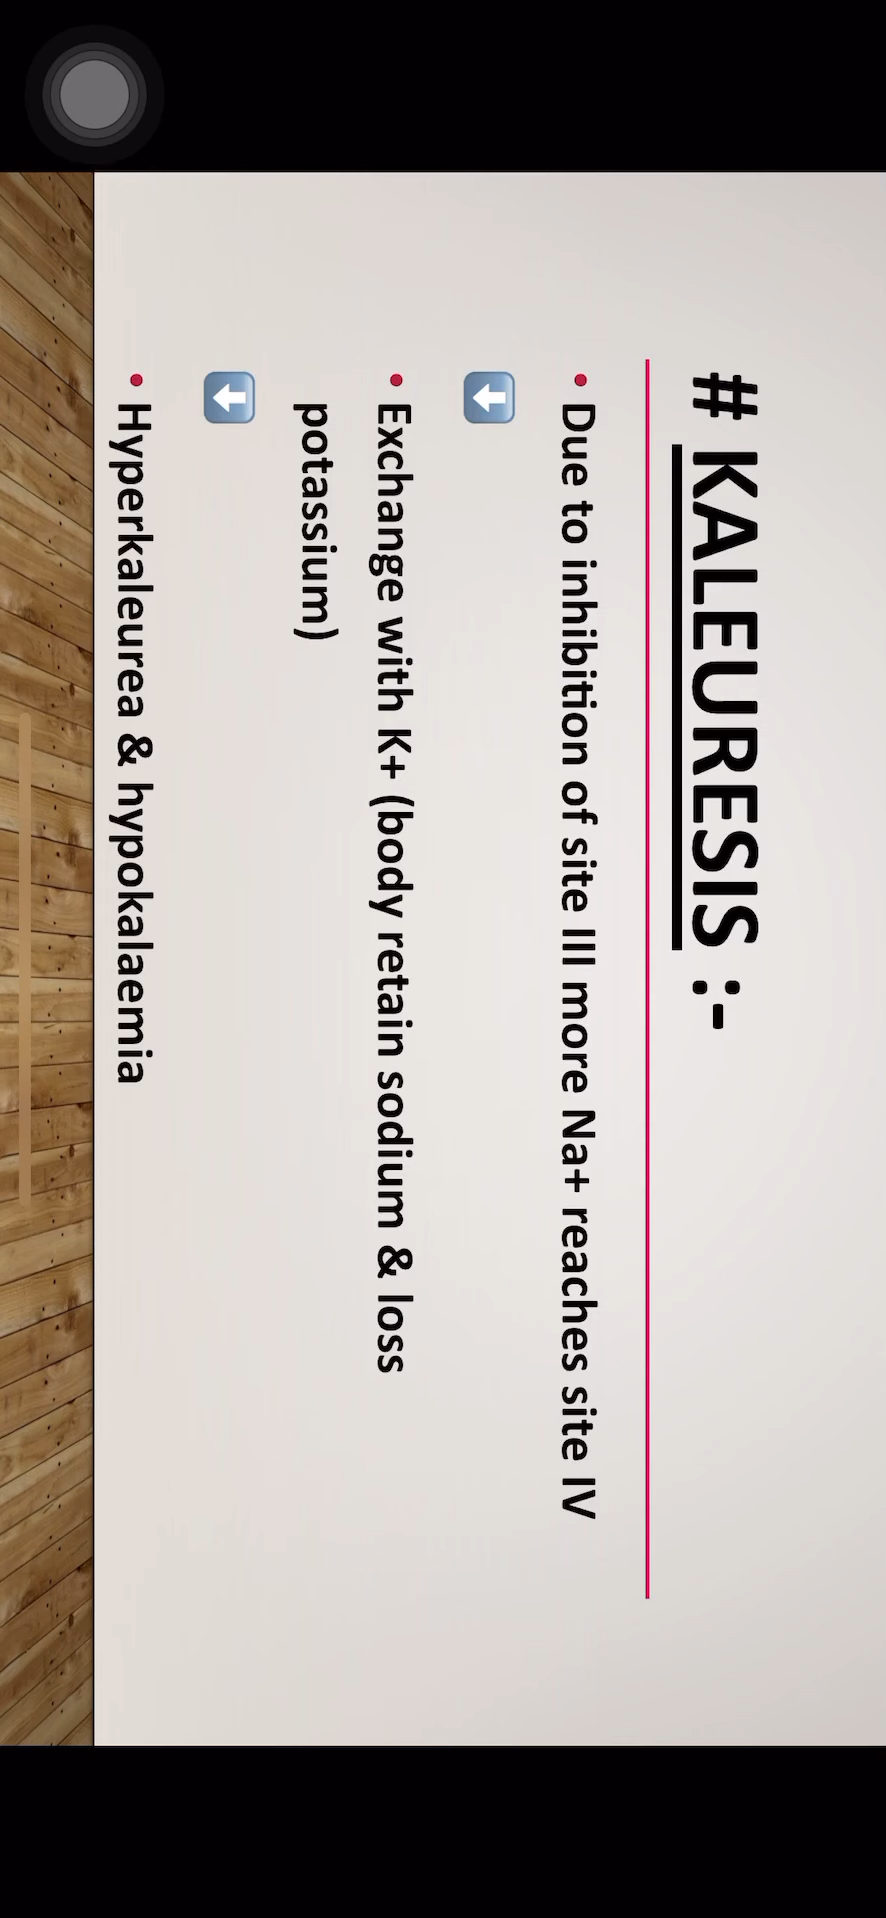 # KALEURESIS :-
• Due to inhibition of site III more Na+ reaches site IV
⬇️
• Exchange with K+ (body retain sodium & loss
potassium)
⬇️
• Hyperkaleurea & hypokalaemia